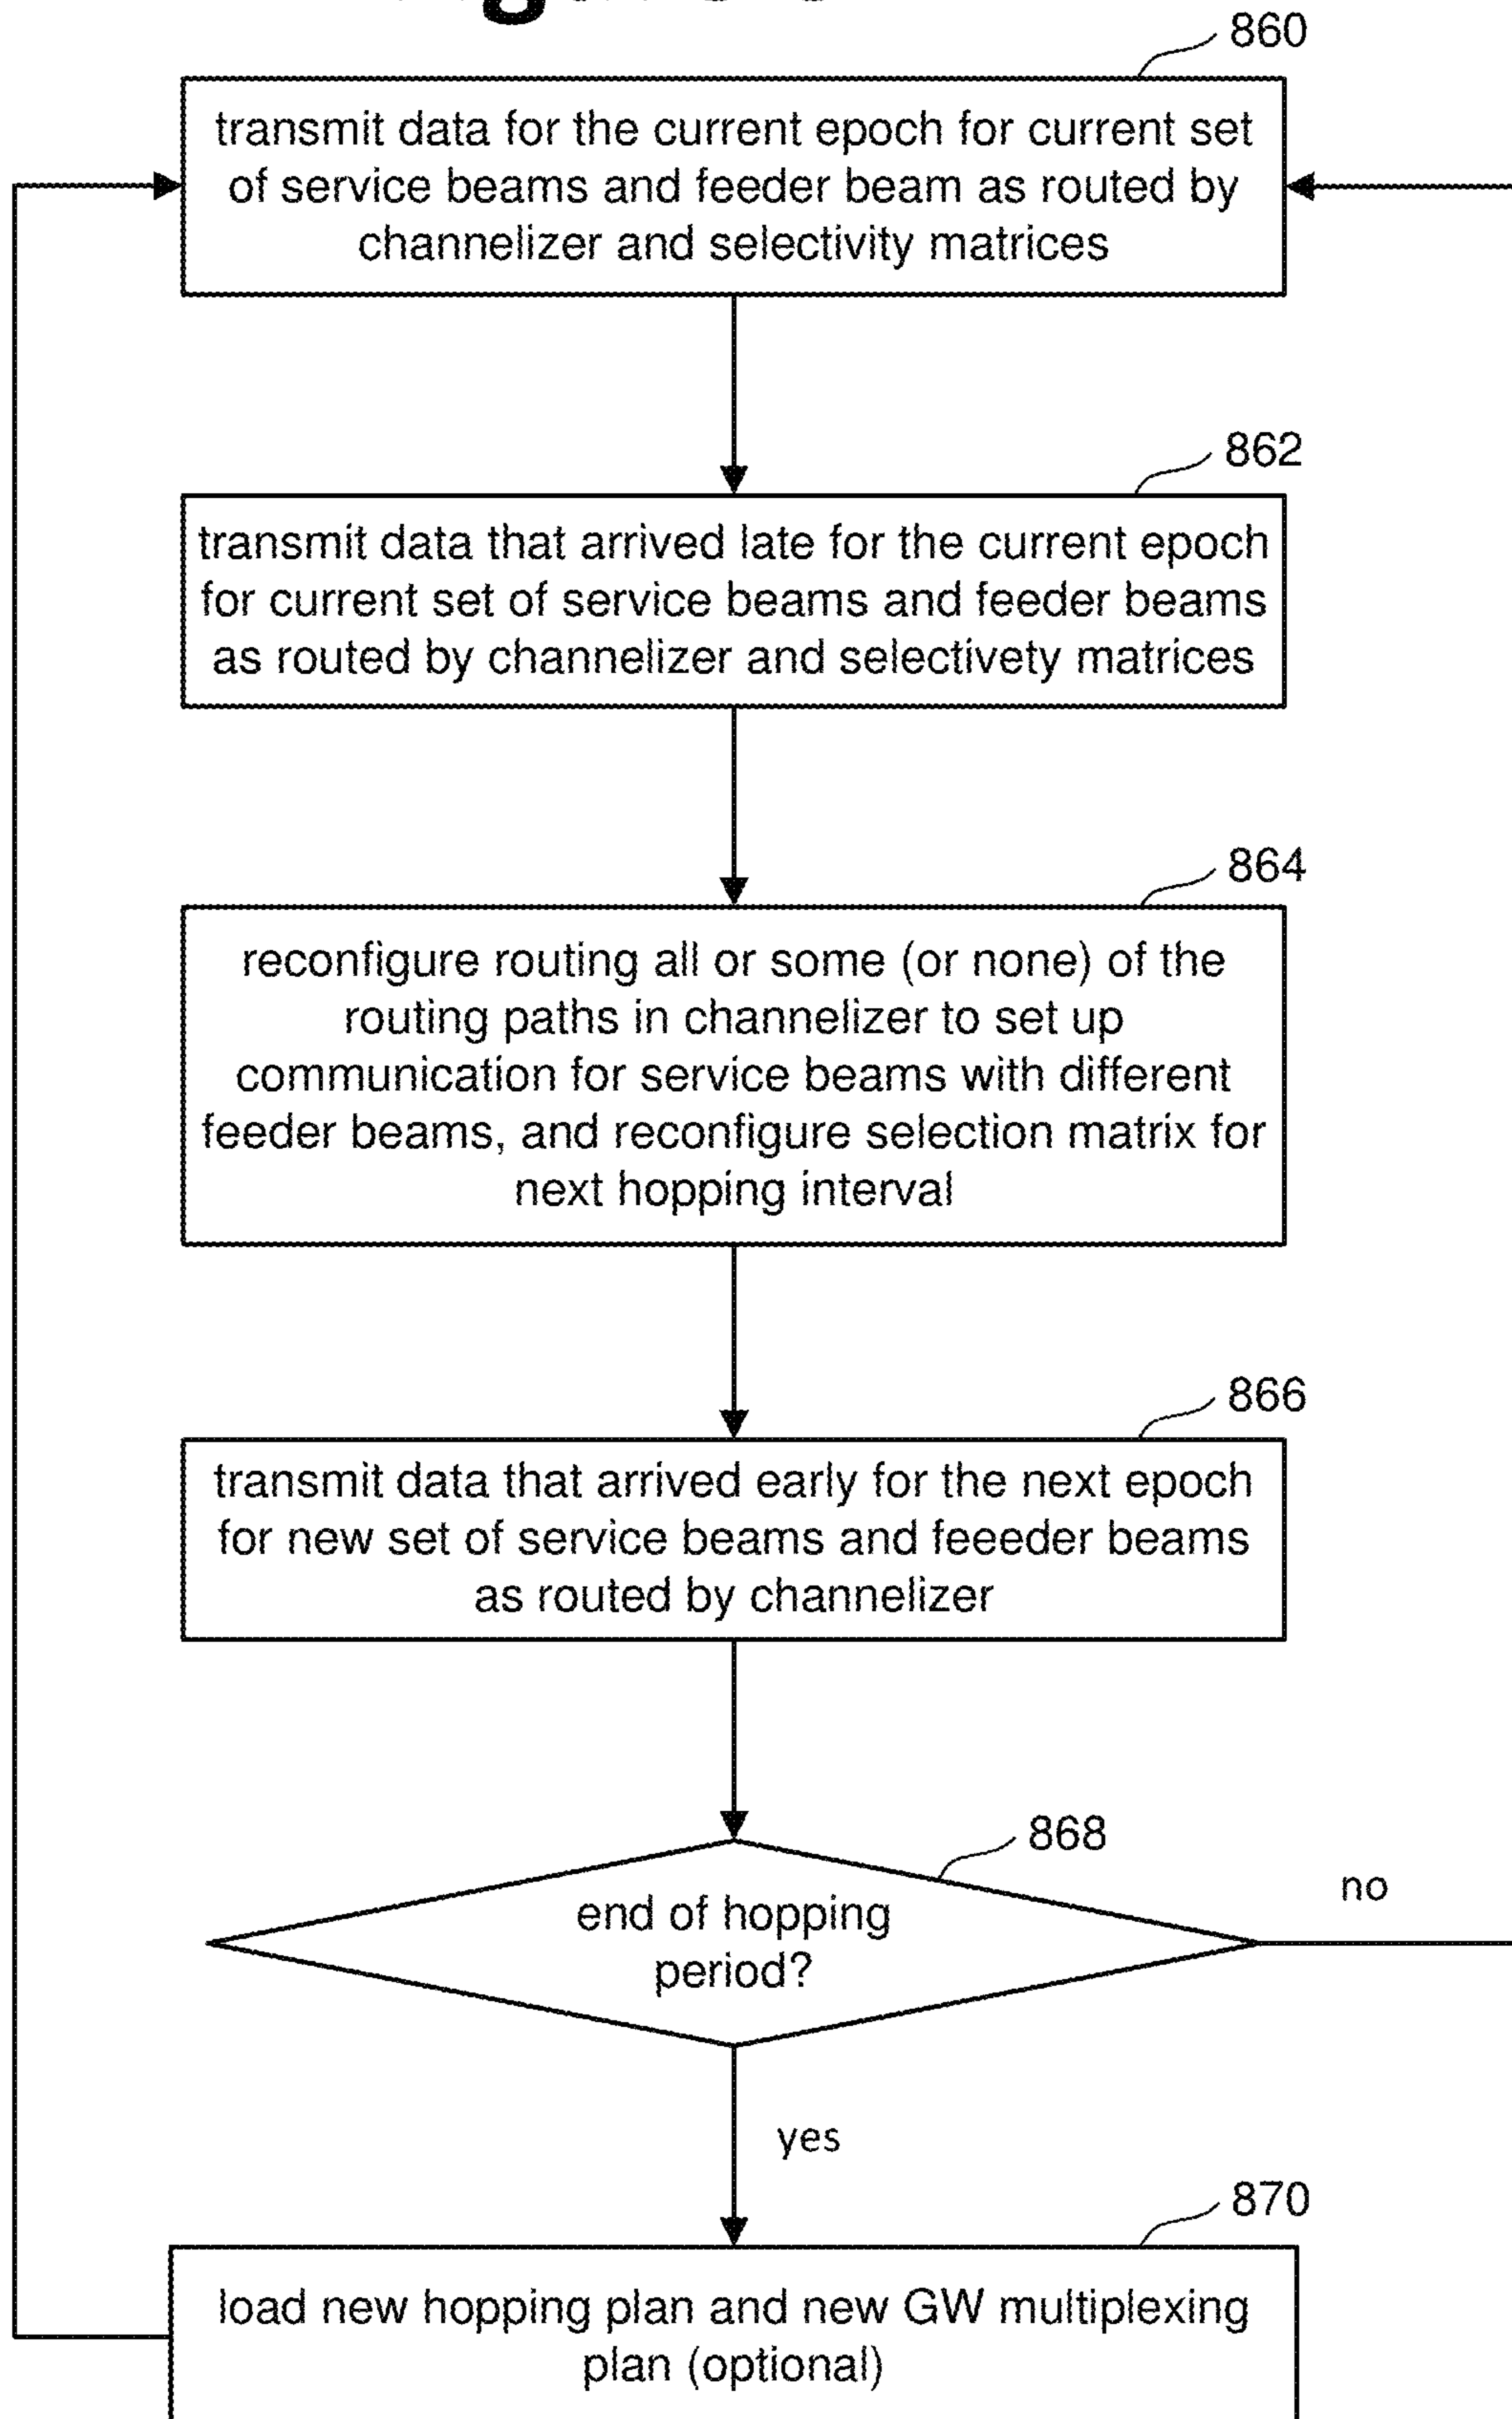 860
transmit data for the current epoch for current set
of service beams and feeder beam as routed by
channelizer and selectivity matrices
862
transmit data that arrived late for the current epoch
for current set of service beams and feeder beams
as routed by channelizer and selectivety matrices
864
reconfigure routing all or some (or none) of the
routing paths in channelizer to set up
communication for service beams with different
feeder beams, and reconfigure selection matrix for
next hopping interval
866
transmit data that arrived early for the next epoch
for new set of service beams and feeeder beams
as routed by channelizer
868
end of hopping
period?
no
yes
870
load new hopping plan and new GW multiplexing
plan (optional)